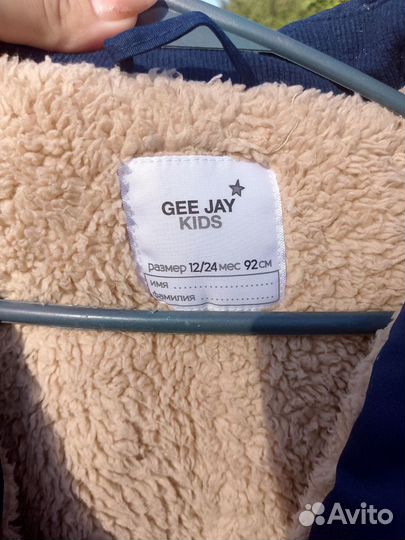 GEE JAY
KIDS
размер 12/24 мес 92 см
имя
фамилия
Avito